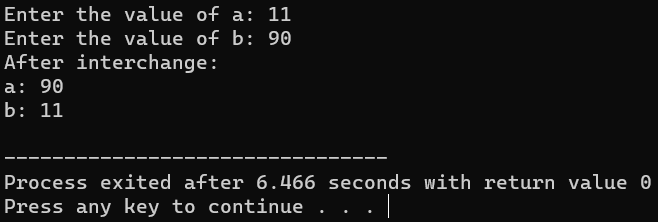 Enter the value of a: 11
Enter the value of b: 90
After interchange:
a: 90
b: 11
--------------------------------
Process exited after 6.466 seconds with return value 0
Press any key to continue . . .